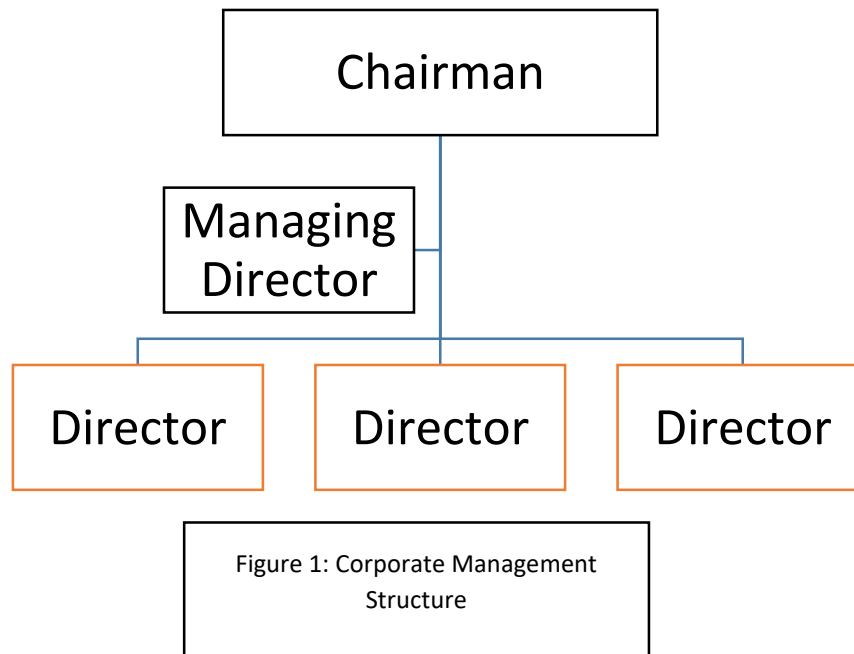 Chairman
Managing
Director
Director
Director
Director
Figure 1: Corporate Management
Structure